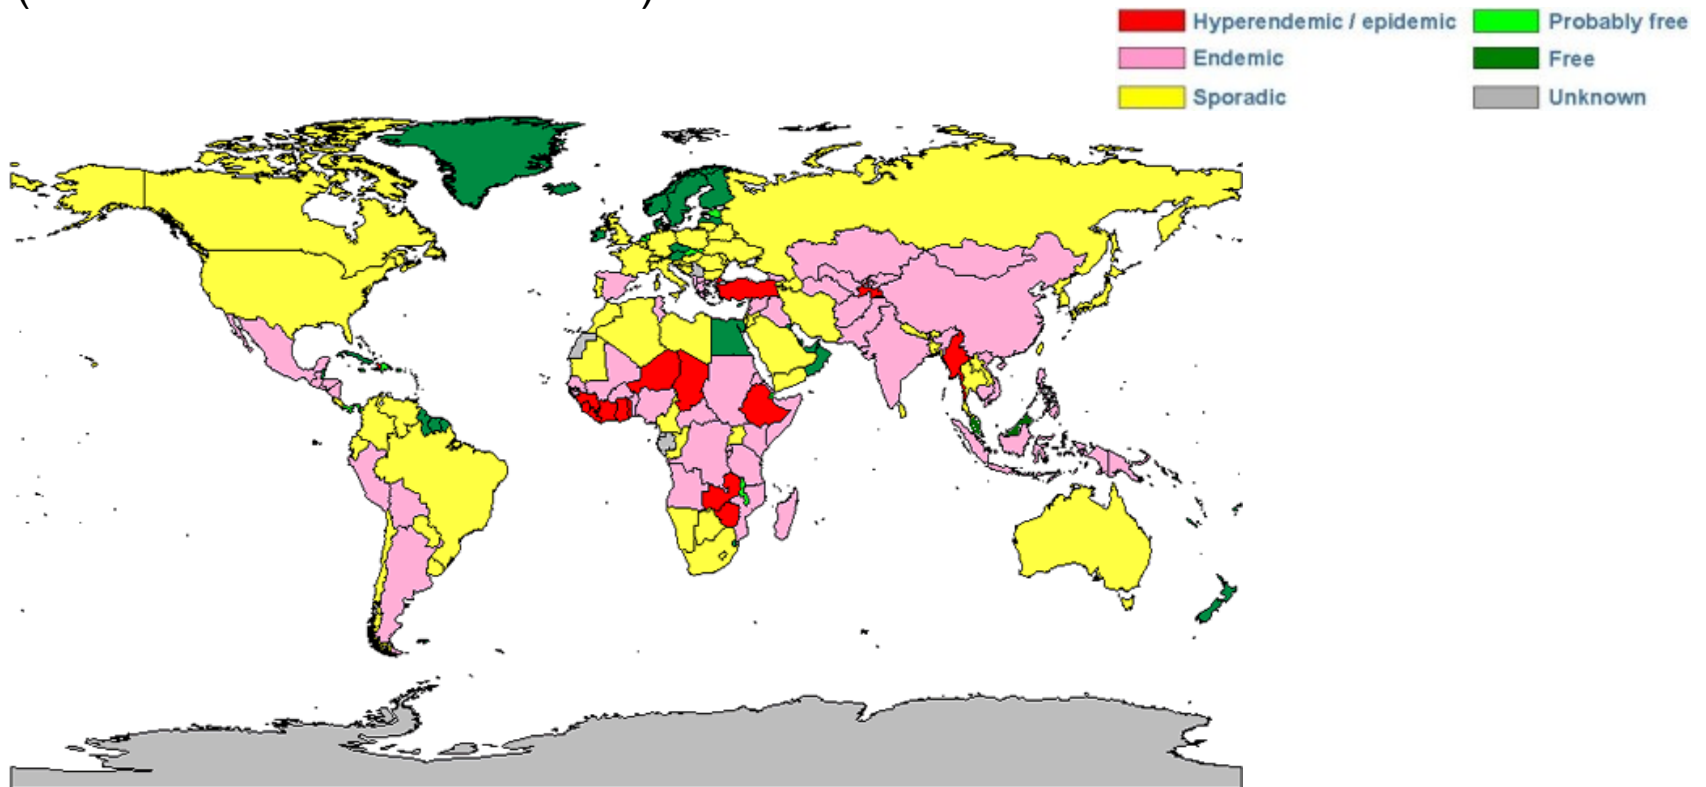 Hyperendemic / epidemic
Endemic
Sporadic
Probably free
Free
Unknown